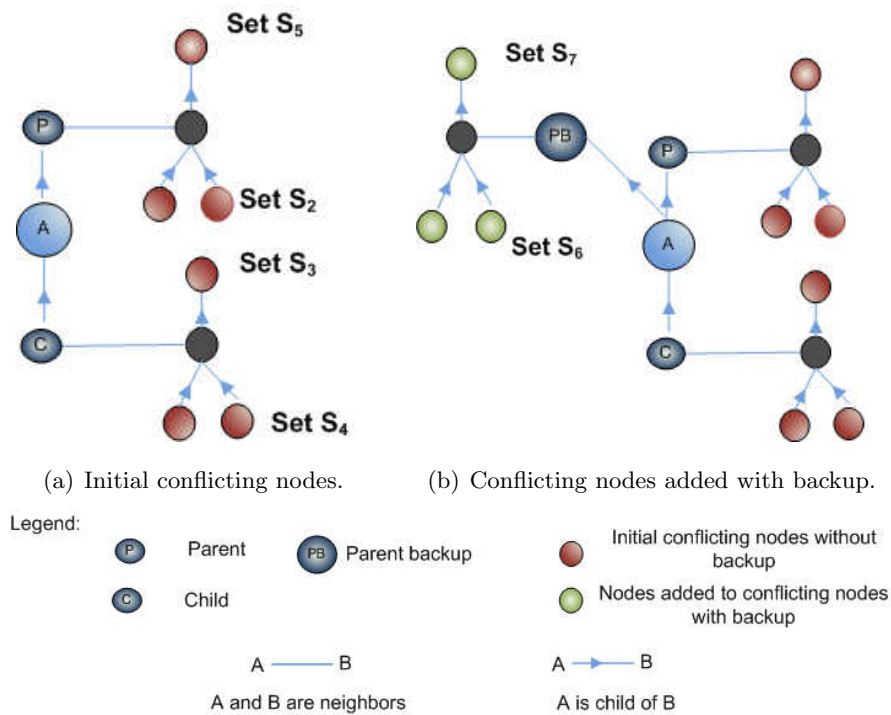 Set S₅
P
Set S₂
A
Set S₃
C
Set S₄
Set S₇
PB
P
Set S₆
A
C
(a) Initial conflicting nodes.
(b) Conflicting nodes added with backup.
Legend:
P Parent
PB Parent backup
Initial conflicting nodes without
backup
C Child
Nodes added to conflicting nodes
with backup
A B
A and B are neighbors
A B
A is child of B